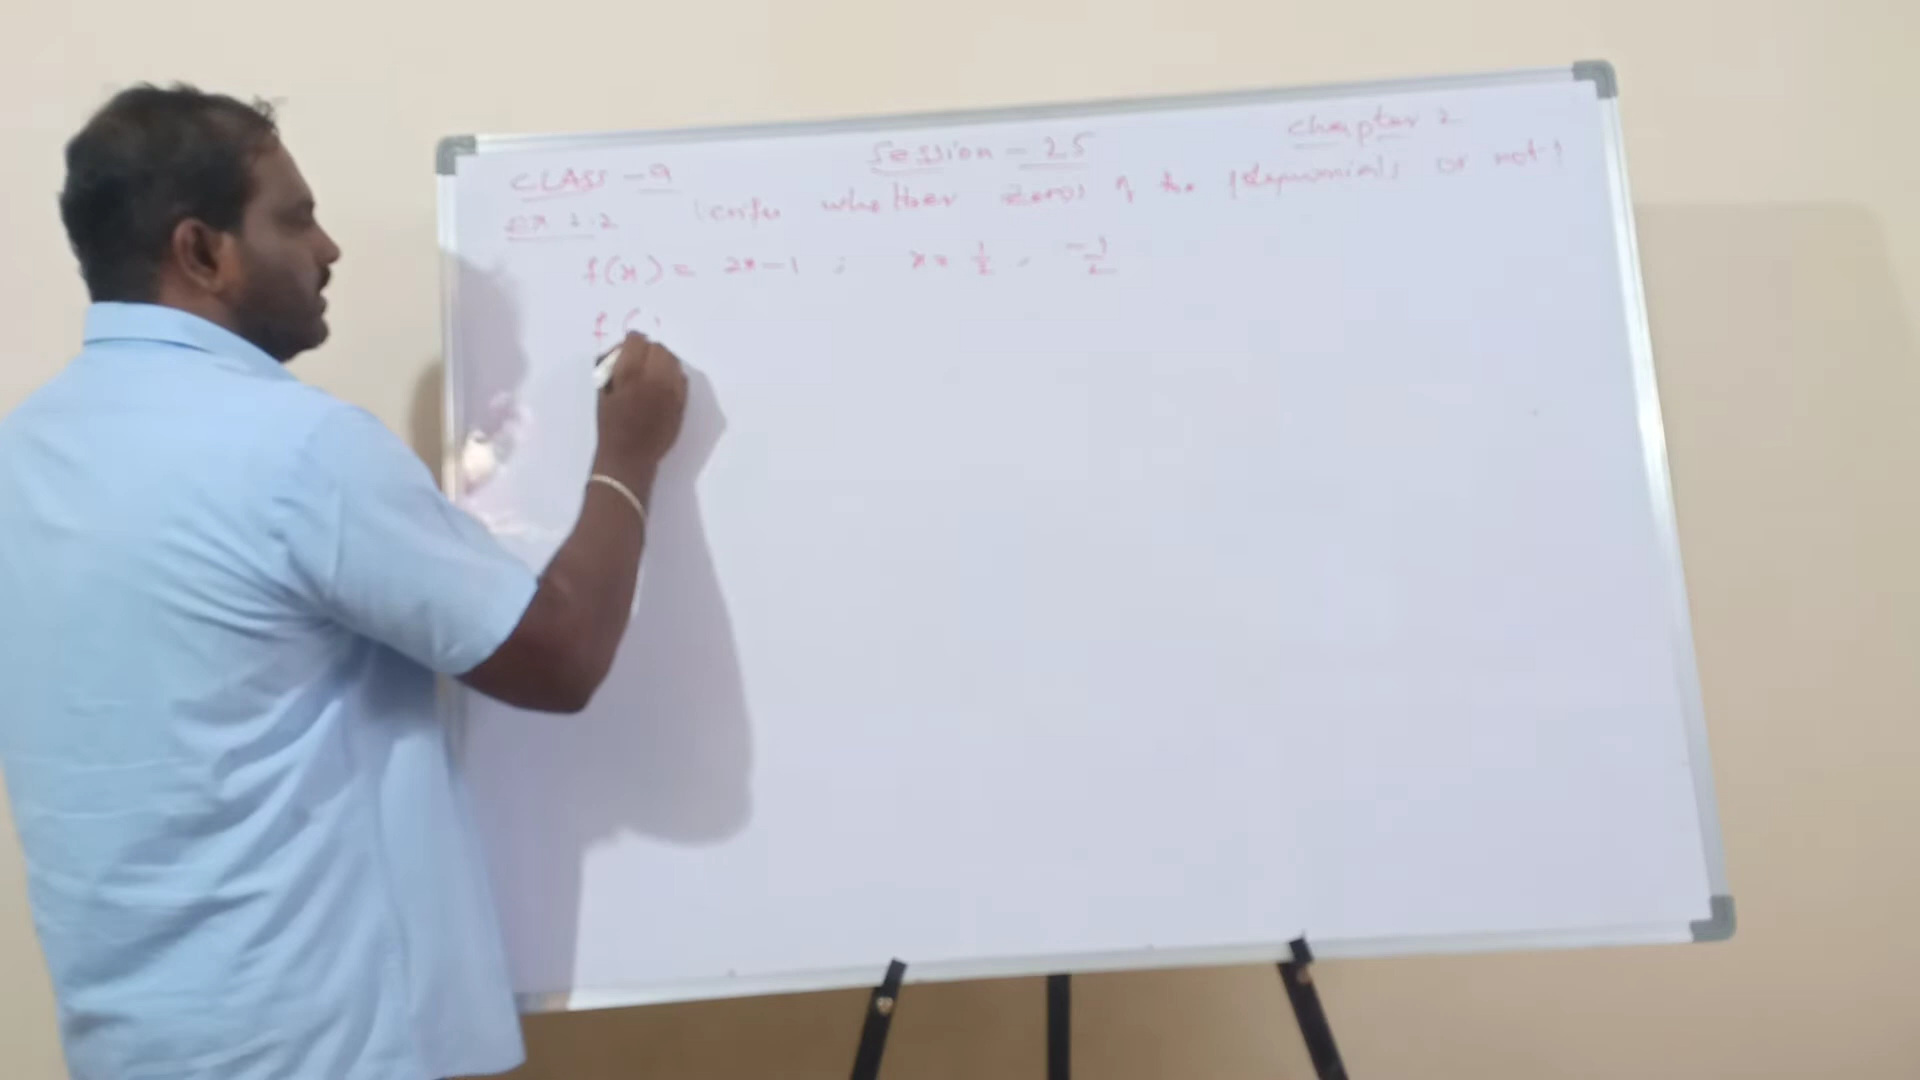 CLASS - 9 Session - 25 Chapter 2
EX 2.2 Verify whether zeros of the polynomials or not!
f(x) = 2x-1 ; x = 1/2 , -1/2
f(